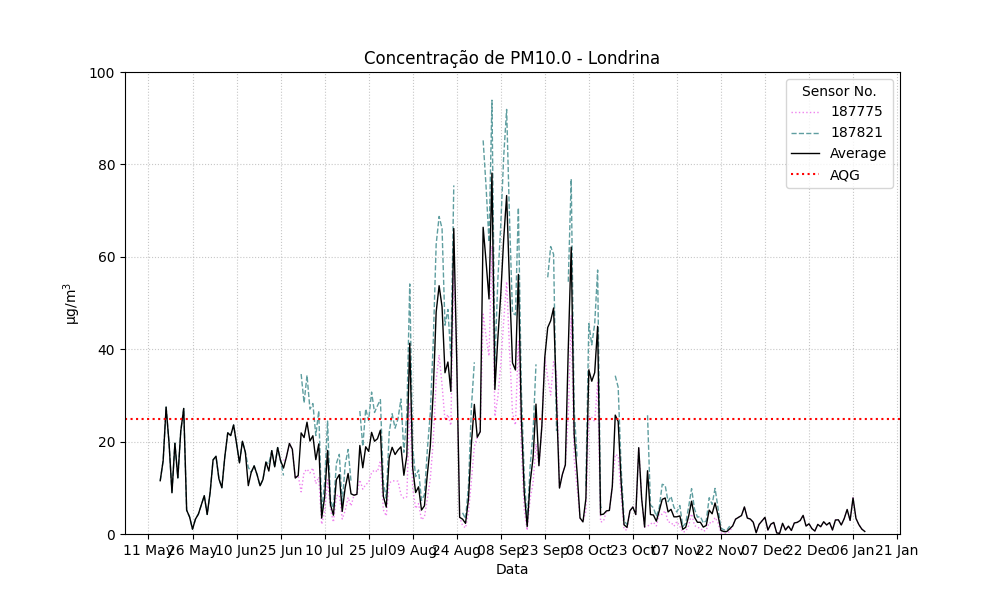 Concentração de PM10.0 - Londrina
100
80
60
40
20
0
µg/m³
Sensor No.
187775
187821
Average
AQG
11 May 26 May 10 Jun 25 Jun 10 Jul 25 Jul 09 Aug 24 Aug 08 Sep 23 Sep 08 Oct 23 Oct 07 Nov 22 Nov 07 Dec 22 Dec 06 Jan 21 Jan
Data